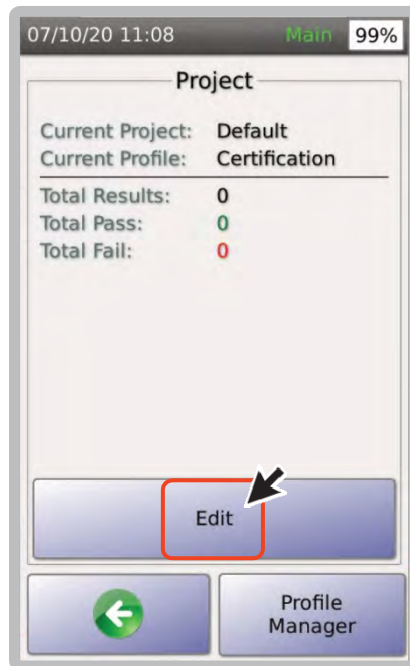 07/10/20 11:08 Main 99%
Project
Current Project: Default
Current Profile: Certification
Total Results: 0
Total Pass: 0
Total Fail: 0
Edit
Profile
Manager